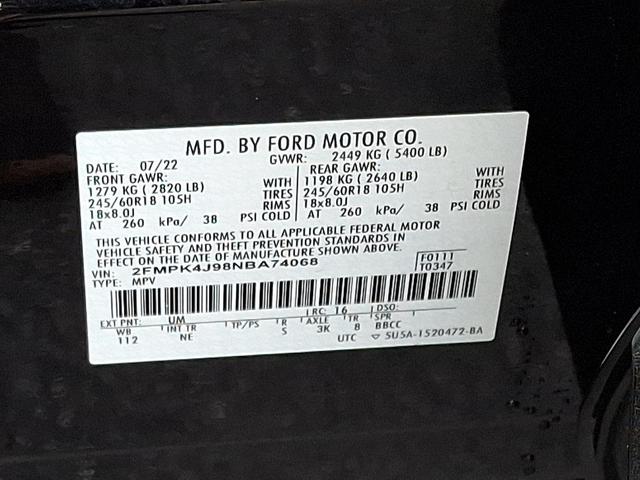 MFD. BY FORD MOTOR CO.
DATE: 07/22 GVWR: 2449 KG ( 5400 LB)
FRONT GAWR: REAR GAWR:
1279 KG ( 2820 LB) WITH 1198 KG ( 2640 LB) WITH
245/60R18 105H TIRES 245/60R18 105H TIRES
18x8.0J RIMS 18x8.0J RIMS
AT 260 kPa/ 38 PSI COLD AT 260 kPa/ 38 PSI COLD
THIS VEHICLE CONFORMS TO ALL APPLICABLE FEDERAL MOTOR
VEHICLE SAFETY AND THEFT PREVENTION STANDARDS IN
EFFECT ON THE DATE OF MANUFACTURE SHOWN ABOVE.
VIN: 2FMPK4J98NBA74068 F0111
TYPE: MPV T0347
EXT PNT: UM RC: 16 DSO:
WB INT TR TP/PS R AXLE TR SPR
112 NE S 3K 8 BBCC
UTC ▽ 5U5A-1520472-BA